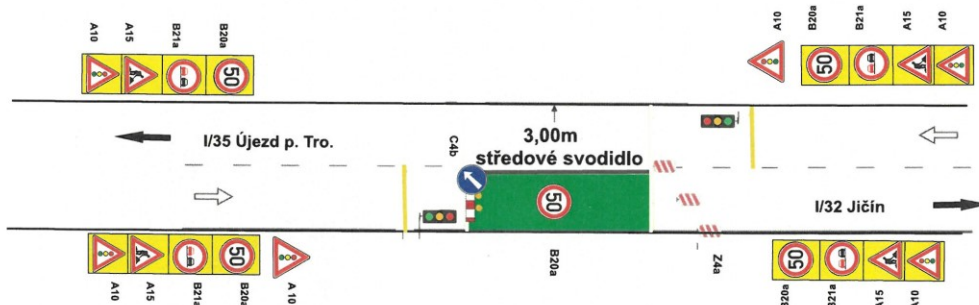 A10
A15
B21a
B20a
50
A10
B20a
B21a
A15
A10
50
I/35 Újezd p. Tro.
C4b
3,00m
středové svodidlo
50
I/32 Jičín
A10
A15
B21a
B20a
A 10
50
B20a
Z4a
B20a
B21a
A15
A10
50